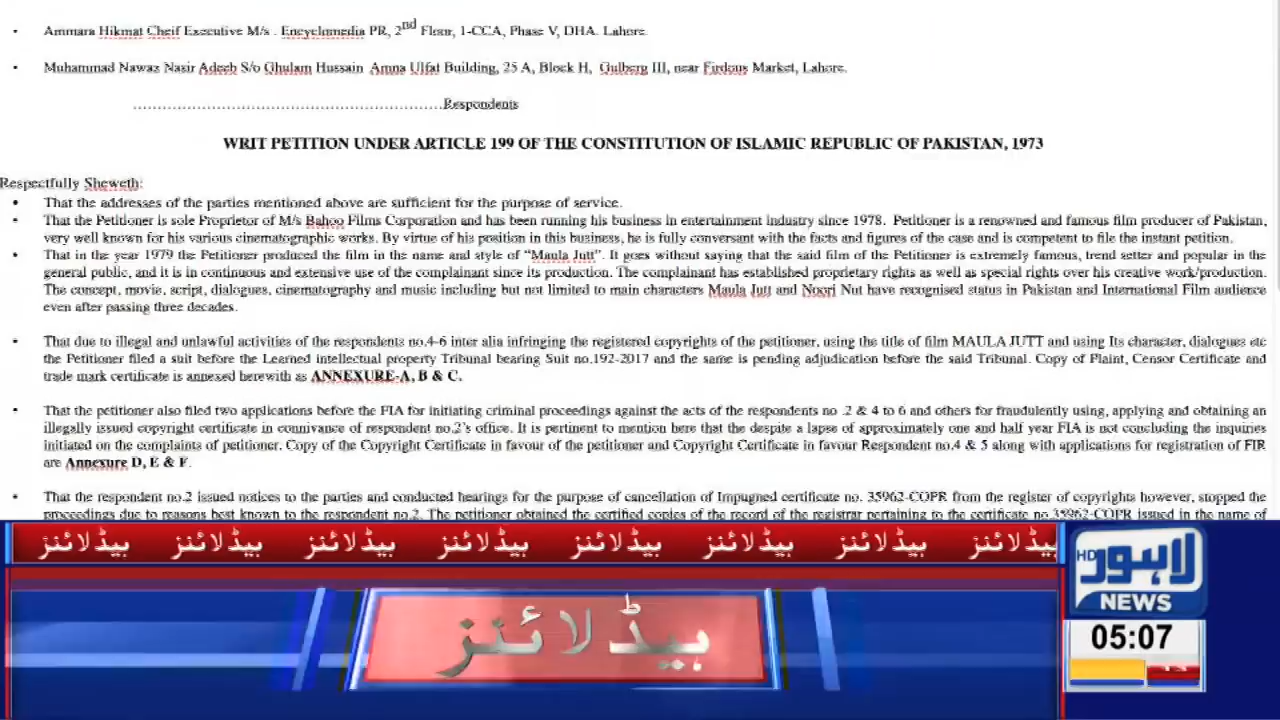 • Ammara Hikmat Cheif Executive M/s . Encyclomedia PR, 2nd Floor, 1-CCA, Phase V, DHA. Lahore.
• Muhammad Nawaz Nasir Adeeb S/o Ghulam Hussain Amna Ulfat Building, 25 A, Block H, Gulberg III, near Firdous Market, Lahore.
……………………………………………….Respondents
WRIT PETITION UNDER ARTICLE 199 OF THE CONSTITUTION OF ISLAMIC REPUBLIC OF PAKISTAN, 1973
Respectfully Sheweth:
• That the addresses of the parties mentioned above are sufficient for the purpose of service.
• That the Petitioner is sole Proprietor of M/s Bahoo Films Corporation and has been running his business in entertainment industry since 1978. Petitioner is a renowned and famous film producer of Pakistan,
very well known for his various cinematographic works. By virtue of his position in this business, he is fully conversant with the facts and figures of the case and is competent to file the instant petition.
• That in the year 1979 the Petitioner produced the film in the name and style of “Maula Jutt”. It goes without saying that the said film of the Petitioner is extremely famous, trend setter and popular in the
general public, and it is in continuous and extensive use of the complainant since its production. The complainant has established proprietary rights as well as special rights over his creative work/production.
The concept, movie, script, dialogues, cinematography and music including but not limited to main characters Maula Jutt and Noori Nut have recognised status in Pakistan and International Film audience
even after passing three decades.
• That due to illegal and unlawful activities of the respondents no.4-6 inter alia infringing the registered copyrights of the petitioner, using the title of film MAULA JUTT and using Its character, dialogues etc
the Petitioner filed a suit before the Learned intellectual property Tribunal bearing Suit no.192-2017 and the same is pending adjudication before the said Tribunal. Copy of Plaint, Censor Certificate and
trade mark certificate is annexed herewith as ANNEXURE-A, B & C.
• That the petitioner also filed two applications before the FIA for initiating criminal proceedings against the acts of the respondents no .2 & 4 to 6 and others for fraudulently using, applying and obtaining an
illegally issued copyright certificate in connivance of respondent no.2’s office. It is pertinent to mention here that the despite a lapse of approximately one and half year FIA is not concluding the inquiries
initiated on the complaints of petitioner. Copy of the Copyright Certificate in favour of the petitioner and Copyright Certificate in favour Respondent no.4 & 5 along with applications for registration of FIR
are Annexure D, E & F.
• That the respondent no.2 issued notices to the parties and conducted hearings for the purpose of cancellation of Impugned certificate no. 35962-COPR from the register of copyrights however, stopped the
proceedings due to reasons best known to the respondent no.2. The petitioner obtained the certified copies of the record of the registrar pertaining to the certificate no 35962-COPR issued in the name of
ہیڈلائنز ہیڈلائنز ہیڈلائنز ہیڈلائنز ہیڈلائنز ہیڈلائنز ہیڈلائنز ہیڈلائنز
ہیڈلائنز
HD لاہور
NEWS
05:07